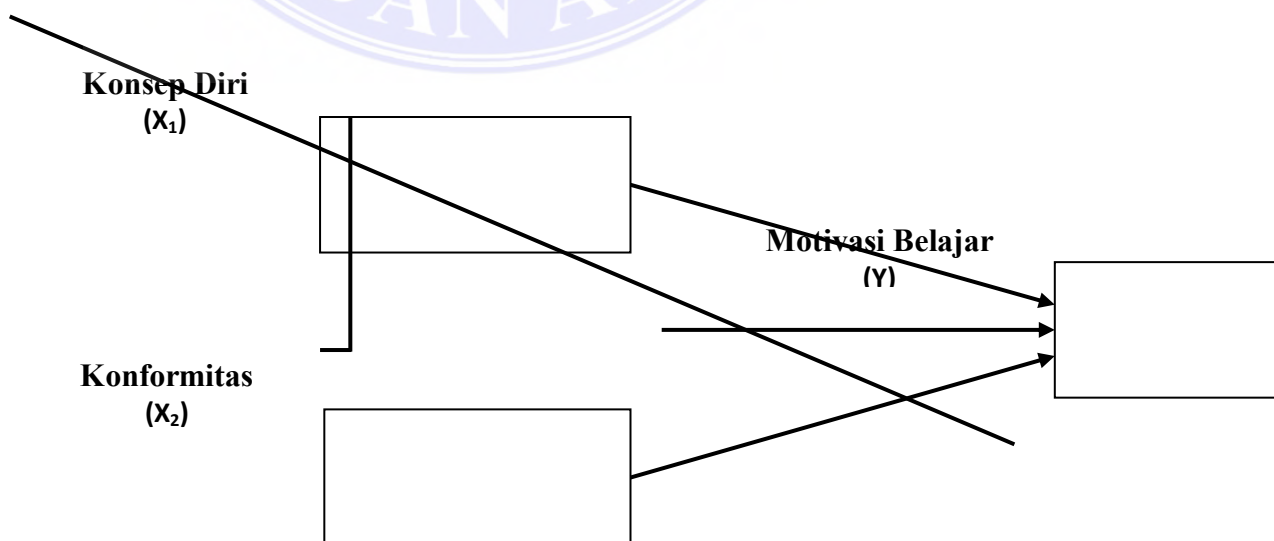 Konsep Diri
(X₁)
Motivasi Belajar
(Y)
Konformitas
(X₂)